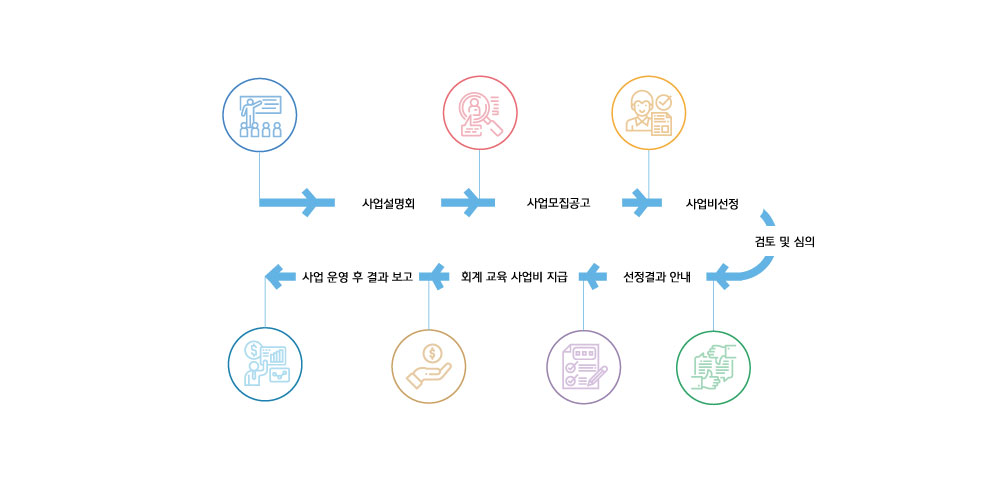 사업설명회
사업모집공고
사업비선정
검토 및 심의
선정결과 안내
회계 교육 사업비 지급
사업 운영 후 결과 보고